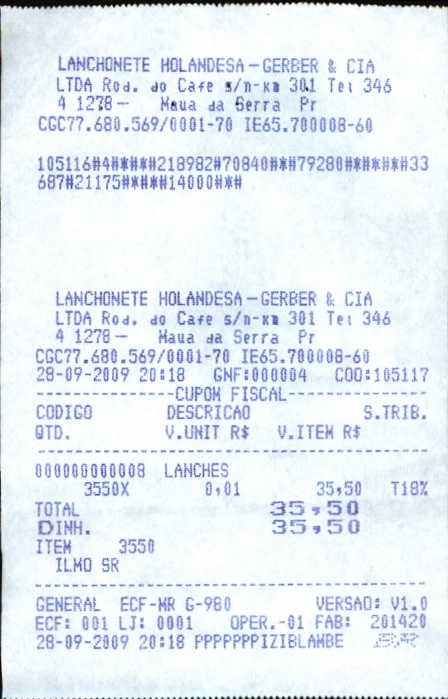 LANCHONETE HOLANDESA-GERBER & CIA
LTDA Rod. do Cafe s/n-km 301 Tel 346
4 1278- Maua da Serra Pr
CGC77.680.569/0001-70 IE65.700008-60
105116#4#*#*#218982#70840#*#79280#*#*#*#33
687#21175#*#*#14000#*#
LANCHONETE HOLANDESA-GERBER & CIA
LTDA Rod. do Cafe s/n-km 301 Tel 346
4 1278- Maua da Serra Pr
CGC77.680.569/0001-70 IE65.700008-60
28-09-2009 20:18 GNF:000004 COO:105117
---------------CUPOM FISCAL---------------
CODIGO DESCRICAO S.TRIB.
QTD. V.UNIT R$ V.ITEM R$
000000000008 LANCHES
3550X 0,01 35,50 T18%
TOTAL 35,50
DINH. 35,50
ITEM 3550
ILMO SR
GENERAL ECF-MR G-980 VERSAO: V1.0
ECF: 001 LJ: 0001 OPER.-01 FAB: 201420
28-09-2009 20:18 PPPPPPPIZIBLAWBE